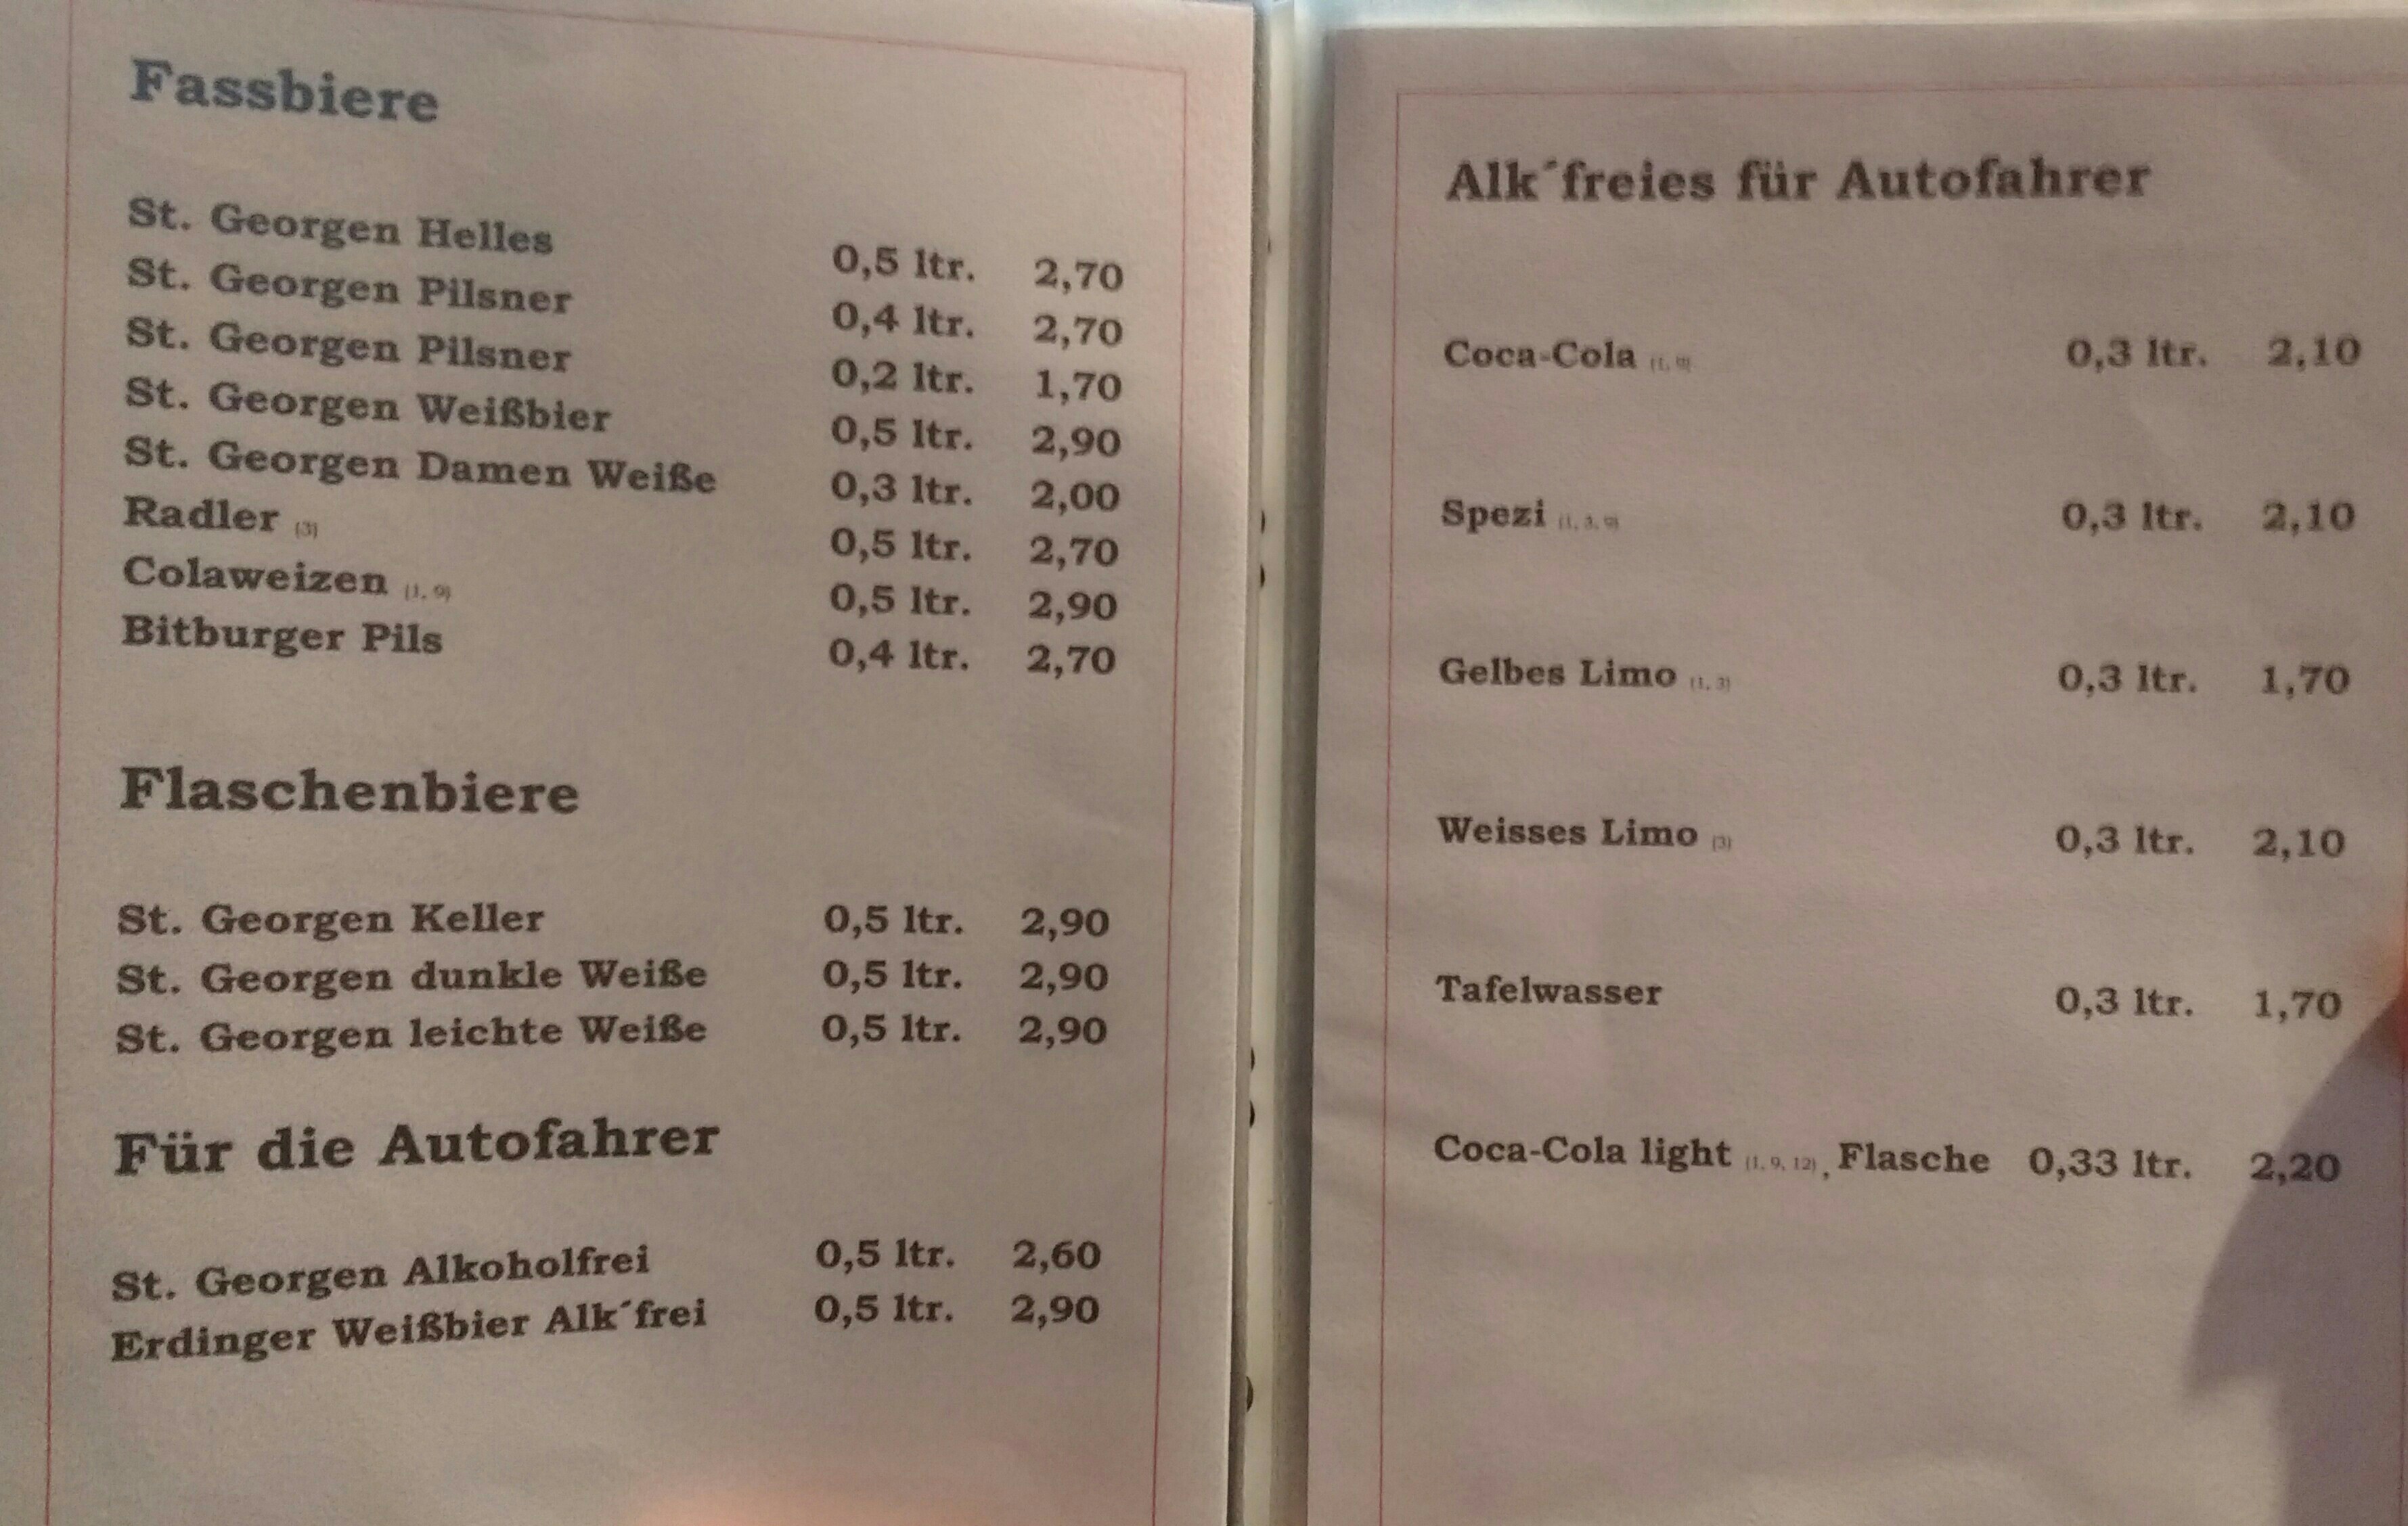 Fassbiere
St. Georgen Helles 0,5 ltr. 2,70
St. Georgen Pilsner 0,4 ltr. 2,70
St. Georgen Pilsner 0,2 ltr. 1,70
St. Georgen Weißbier 0,5 ltr. 2,90
St. Georgen Damen Weiße 0,3 ltr. 2,00
Radler (3) 0,5 ltr. 2,70
Colaweizen (1, 9) 0,5 ltr. 2,90
Bitburger Pils 0,4 ltr. 2,70
Flaschenbiere
St. Georgen Keller 0,5 ltr. 2,90
St. Georgen dunkle Weiße 0,5 ltr. 2,90
St. Georgen leichte Weiße 0,5 ltr. 2,90
Für die Autofahrer
St. Georgen Alkoholfrei 0,5 ltr. 2,60
Erdinger Weißbier Alk´frei 0,5 ltr. 2,90
Alk´freies für Autofahrer
Coca-Cola (1, 9) 0,3 ltr. 2,10
Spezi (1, 3, 9) 0,3 ltr. 2,10
Gelbes Limo (1, 3) 0,3 ltr. 1,70
Weisses Limo (3) 0,3 ltr. 2,10
Tafelwasser 0,3 ltr. 1,70
Coca-Cola light (1, 9, 12), Flasche 0,33 ltr. 2,20